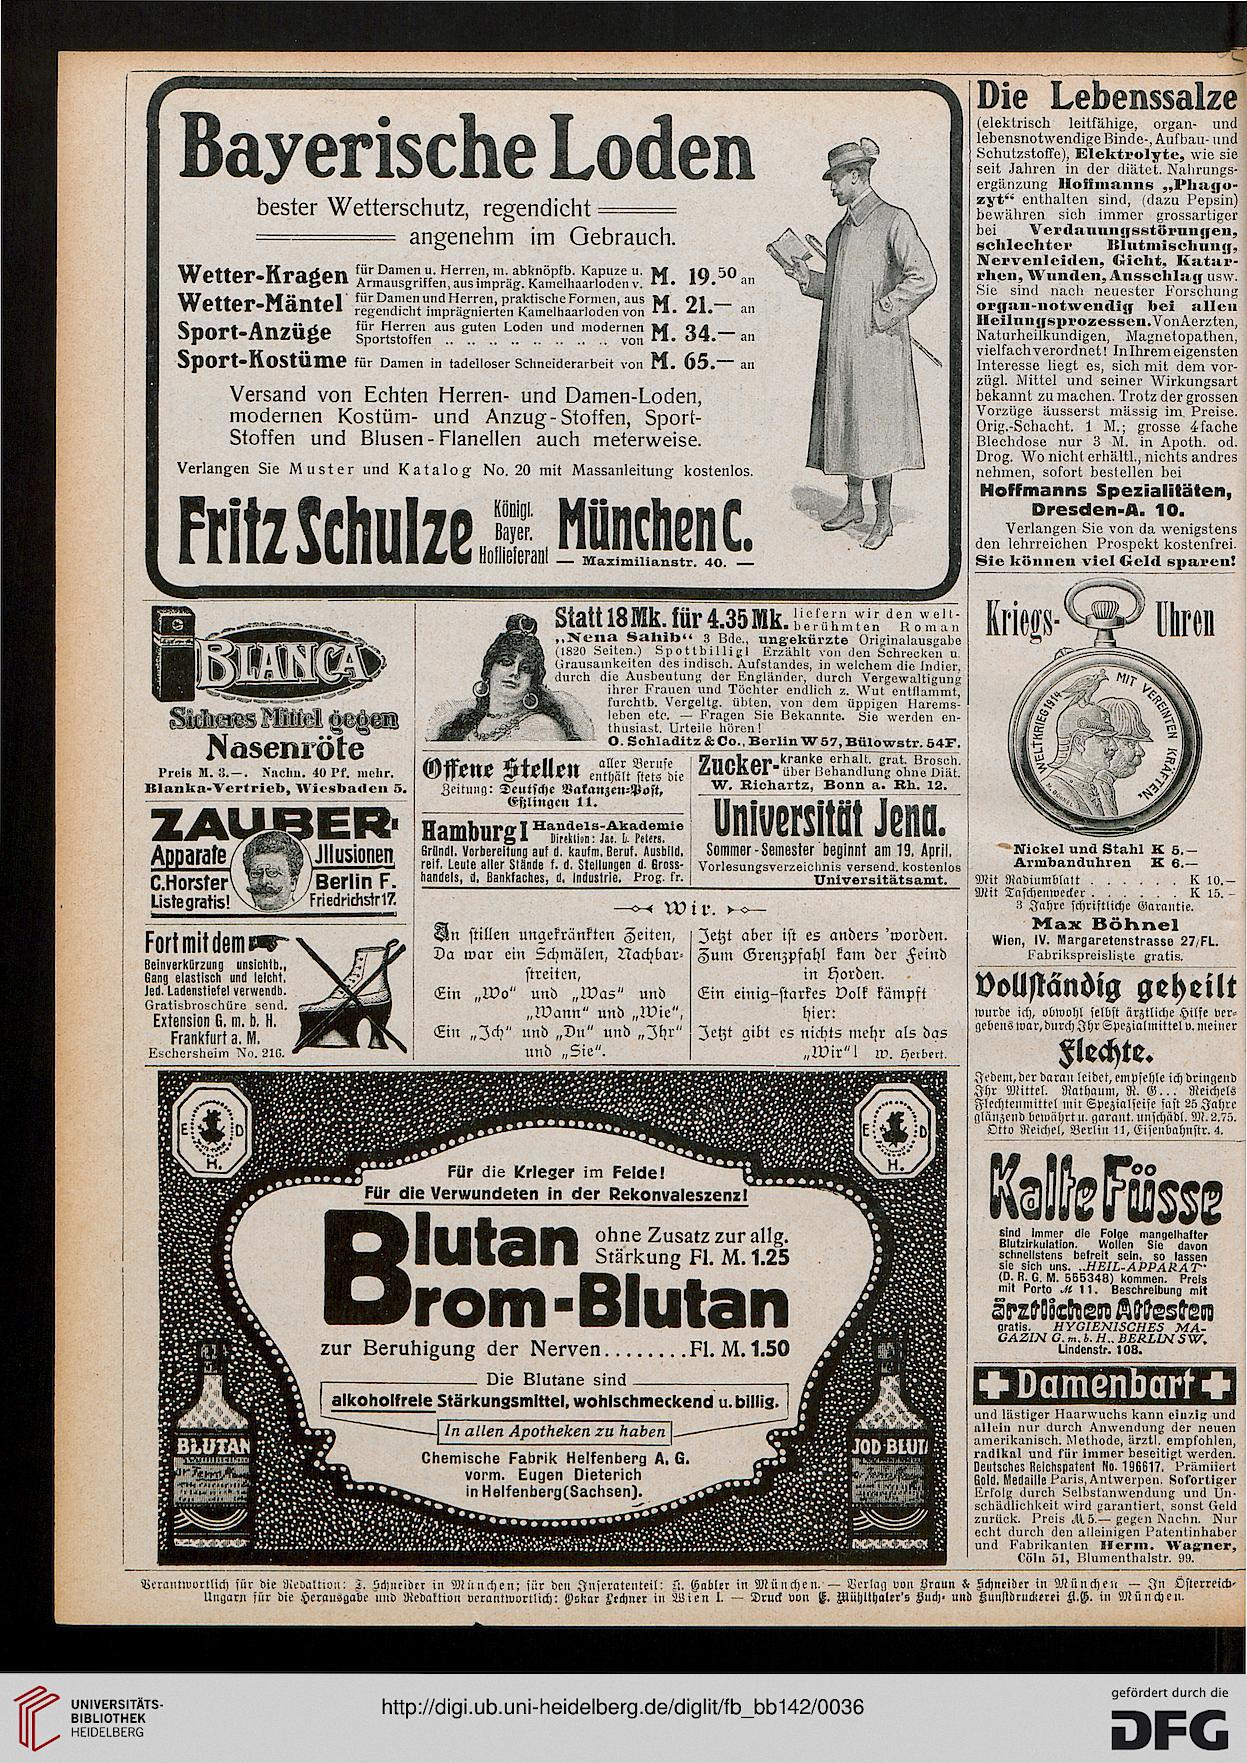 Bayerische Loden
bester Wetterschutz, regendicht
angenehm im Gebrauch.
Wetter-Kragen für Damen u. Herren, m. abknöpfb. Kapuze u. Armausgriffen, aus impräg. Kamelhaarloden v. M. 19.50 an
Wetter-Mäntel für Damen und Herren, praktische Formen, aus regendicht imprägnierten Kamelhaarloden von M. 21.— an
Sport-Anzüge für Herren aus guten Loden und modernen Sportstoffen .. .. .. .. .. .. .. .. von M. 34.— an
Sport-Kostüme für Damen in tadelloser Schneiderarbeit von M. 65.— an
Versand von Echten Herren- und Damen-Loden,
modernen Kostüm- und Anzug-Stoffen, Sport-
Stoffen und Blusen-Flanellen auch meterweise.
Verlangen Sie Muster und Katalog No. 20 mit Massanleitung kostenlos.
Fritz Schulze Königl. Bayer. Hoflieferant München C.
— Maximilianstr. 40. —
BLANCA
Sicheres Mittel gegen
Nasenröte
Preis M. 3.—. Nachn. 40 Pf. mehr.
Blanka-Vertrieb, Wiesbaden 5.
ZAUBER-
Apparate Jllusionen
C. Horster Berlin F.
Liste gratis! Friedrichstr 17.
Fort mit dem
Beinverkürzung unsichtb.,
Gang elastisch und leicht.
Jed. Ladenstiefel verwendb.
Gratisbroschüre send.
Extension G. m. b. H.
Frankfurt a. M.
Eschersheim No. 216.
Statt 18 Mk. für 4.35 Mk. liefern wir den welt-
berühmten Roman
„Nena Sahib“ 3 Bde., ungekürzte Originalausgabe
(1820 Seiten.) Spottbillig! Erzählt von den Schrecken u.
Grausamkeiten des indisch. Aufstandes, in welchem die Indier,
durch die Ausbeutung der Engländer, durch Vergewaltigung
ihrer Frauen und Töchter endlich z. Wut entflammt,
furchtb. Vergeltg. übten, von dem üppigen Harems-
leben etc. — Fragen Sie Bekannte. Sie werden en-
thusiast. Urteile hören!
O. Schladitz & Co., Berlin W 57, Bülowstr. 54F.
Offene Stellen aller Berufe
enthält stets die
Zeitung: Deutsche Vakanzen-Post,
Eßlingen 11.
Hamburg I Handels-Akademie
Direktion: Jac. L. Peters.
Gründl. Vorbereitung auf d. kaufm. Beruf. Ausbild.
reif. Leute aller Stände f. d. Stellungen d. Gross-
handels, d. Bankfaches, d. Industrie. Prog. fr.
Zucker- kranke erhalt. grat. Brosch.
über Behandlung ohne Diät.
W. Richartz, Bonn a. Rh. 12.
Universität Jena.
Sommer-Semester beginnt am 19. April.
Vorlesungsverzeichnis versend. kostenlos
Universitätsamt.
Wir.
In stillen ungekränkten Zeiten,
Da war ein Schmälen, Nachbar-
streiten,
Ein „Wo“ und „Was“ und
„Wann“ und „Wie“,
Ein „Ich“ und „Du“ und „Ihr“
und „Sie“.
Jetzt aber ist es anders 'worden.
Zum Grenzpfahl kam der Feind
in Horden.
Ein einig-starkes Volk kämpft
hier:
Jetzt gibt es nichts mehr als das
„Wir“! W. Herbert.
E D
H.
E D
H.
Für die Krieger im Felde!
Für die Verwundeten in der Rekonvaleszenz!
Blutan ohne Zusatz zur allg.
Stärkung Fl. M. 1.25
Brom-Blutan
zur Beruhigung der Nerven........Fl. M. 1.50
Die Blutane sind
alkoholfreie Stärkungsmittel, wohlschmeckend u. billig.
In allen Apotheken zu haben
Chemische Fabrik Helfenberg A. G.
vorm. Eugen Dieterich
in Helfenberg (Sachsen).
BLUTAN
JOD BLUT
Die Lebenssalze
(elektrisch leitfähige, organ- und
lebensnotwendige Binde-, Aufbau- und
Schutzstoffe), Elektrolyte, wie sie
seit Jahren in der diätet. Nahrungs-
ergänzung Hoffmanns „Phago-
zyt“ enthalten sind, (dazu Pepsin)
bewähren sich immer grossartiger
bei Verdauungsstörungen,
schlechter Blutmischung,
Nervenleiden, Gicht, Katar-
rhen, Wunden, Ausschlag usw.
Sie sind nach neuester Forschung
organ-notwendig bei allen
Heilungsprozessen. Von Aerzten,
Naturheilkundigen, Magnetopathen,
vielfach verordnet! In Ihrem eigensten
Interesse liegt es, sich mit dem vor-
zügl. Mittel und seiner Wirkungsart
bekannt zu machen. Trotz der grossen
Vorzüge äusserst mässig im Preise.
Orig.-Schacht. 1 M.; grosse 4fache
Blechdose nur 3 M. in Apoth. od.
Drog. Wo nicht erhältl., nichts andres
nehmen, sofort bestellen bei
Hoffmanns Spezialitäten,
Dresden-A. 10.
Verlangen Sie von da wenigstens
den lehrreichen Prospekt kostenfrei.
Sie können viel Geld sparen!
Kriegs-Uhren
WELTKRIEG 1914 MIT VEREINTEN KRÄFTEN.
Nickel und Stahl K 5.—
Armbanduhren K 6.—
Mit Radiumblatt . . . . . . K 10.—
Mit Taschenwecker . . . . . K 15.—
3 Jahre schriftliche Garantie.
Max Böhnel
Wien, IV. Margaretenstrasse 27/FL.
Fabrikspreisliste gratis.
Vollständig geheilt
wurde ich, obwohl selbst ärztliche Hilfe ver-
gebens war, durch Ihr Spezialmittel v. meiner
Flechte.
Jedem, der daran leidet, empfehle ich dringend
Ihr Mittel. Rathaum, R. G... Reichels
Flechtenmittel mit Spezialseife fast 25 Jahre
glänzend bewährt u. garant. unschädl. M. 2.75.
Otto Reichel, Berlin 11, Eisenbahnstr. 4.
Kalte Füsse
sind immer die Folge mangelhafter
Blutzirkulation. Wollen Sie davon
schnellstens befreit sein, so lassen
sie sich uns. „HEIL-APPARAT“
(D. R. G. M. 565348) kommen. Preis
mit Porto M 11. Beschreibung mit
ärztlichen Attesten
gratis. HYGIENISCHES MA-
GAZIN G. m. b. H., BERLIN SW.
Lindenstr. 108.
Damenbart
und lästiger Haarwuchs kann einzig und
allein nur durch Anwendung der neuen
amerikanisch. Methode, ärztl. empfohlen,
radikal und für immer beseitigt werden.
Deutsches Reichspatent No. 196617. Prämiiert
Gold. Medaille Paris, Antwerpen. Sofortiger
Erfolg durch Selbstanwendung und Un-
schädlichkeit wird garantiert, sonst Geld
zurück. Preis M 5.— gegen Nachn. Nur
echt durch den alleinigen Patentinhaber
und Fabrikanten Herm. Wagner,
Cöln 51, Blumenthalstr. 99.
Verantwortlich für die Redaktion: F. Schneider in München; für den Inseratenteil: K. Gabler in München. — Verlag von Braun & Schneider in München — In Österreich-
Ungarn für die Herausgabe und Redaktion verantwortlich: Oskar Lechner in Wien I. — Druck von E. Mühlthaler's Buch- und Kunstdruckerei A.G. in München.
UNIVERSITÄTS-
BIBLIOTHEK
HEIDELBERG
http://digi.ub.uni-heidelberg.de/diglit/fb_bb142/0036
gefördert durch die
DFG